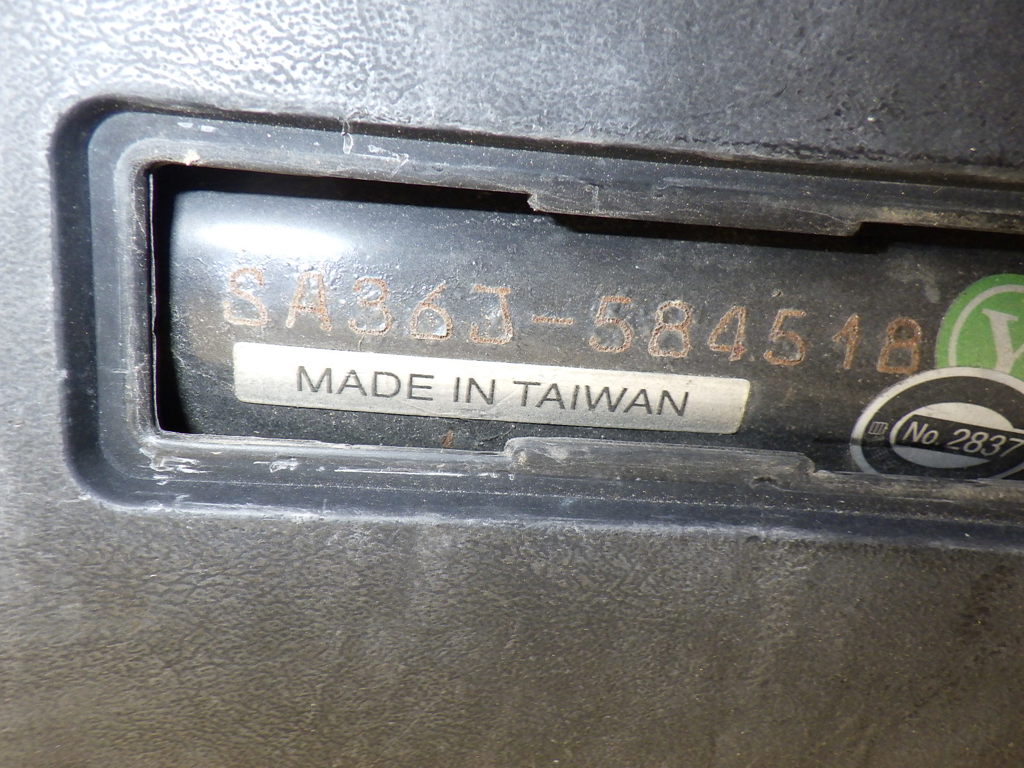 SA36J-584518
MADE IN TAIWAN
Y
No. 2837